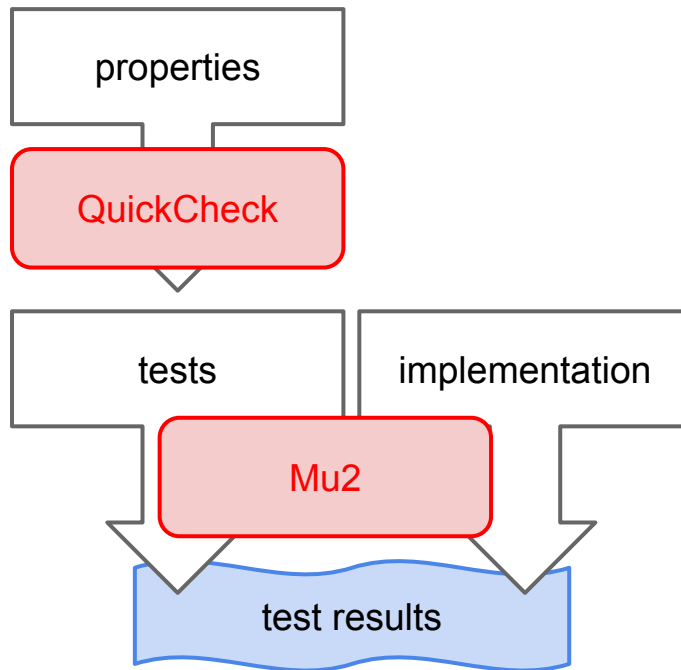 properties
QuickCheck
tests
implementation
Mu2
test results